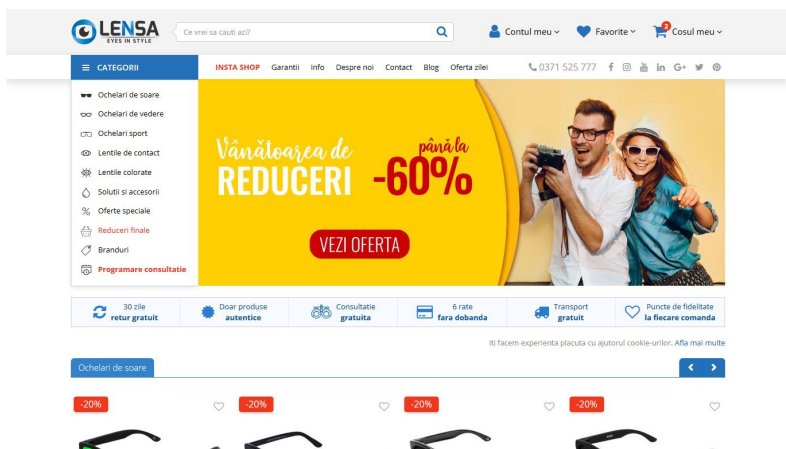 LENSA
EYES IN STYLE
Ce vrei sa cauti azi?
Contul meu
Favorite
2
Cosul meu
CATEGORII
INSTA SHOP Garantii Info Despre noi Contact Blog Oferta zilei
0371 525 777
Ochelari de soare
Ochelari de vedere
Ochelari sport
Lentile de contact
Lentile colorate
Solutii si accesorii
Oferte speciale
Reduceri finale
Branduri
Programare consultatie
Vânătoarea de
REDUCERI
până la
-60%
VEZI OFERTA
30 zile
retur gratuit
Doar produse
autentice
Consultatie
gratuita
6 rate
fara dobanda
Transport
gratuit
Puncte de fidelitate
la fiecare comanda
Iti facem experienta placuta cu ajutorul cookie-urilor. Afla mai multe
Ochelari de soare
-20%
-20%
-20%
-20%